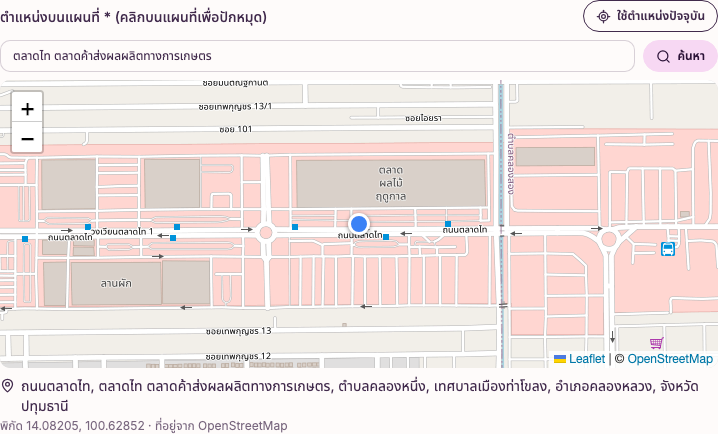 ตำแหน่งบนแผนที่ * (คลิกบนแผนที่เพื่อปักหมุด)
ใช้ตำแหน่งปัจจุบัน
ตลาดไท ตลาดค้าส่งผลผลิตทางการเกษตร
ค้นหา
+
−
ซอยเทพกุญชร 13/1
ซอยไอยรา
ซอย 101
ตลาด
ผลไม้
ฤดูกาล
วงเวียนตลาดไท 1
ถนนตลาดไท
ถนนตลาดไท
ถนนตลาดไท
ลานผัก
ซอยเทพกุญชร 13
ซอยเทพกุญชร 12
Leaflet | © OpenStreetMap
ถนนตลาดไท, ตลาดไท ตลาดค้าส่งผลผลิตทางการเกษตร, ตำบลคลองหนึ่ง, เทศบาลเมืองท่าโขลง, อำเภอคลองหลวง, จังหวัด
ปทุมธานี
พิกัด 14.08205, 100.62852 · ที่อยู่จาก OpenStreetMap